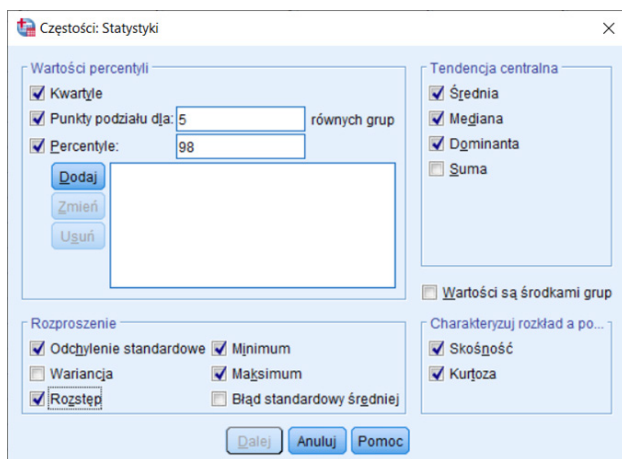 Częstości: Statystyki
Wartości percentyli
Kwartyle
Punkty podziału dla: 5 równych grup
Percentyle: 98
Dodaj
Zmień
Usuń
Tendencja centralna
Średnia
Mediana
Dominanta
Suma
Wartości są środkami grup
Rozproszenie
Odchylenie standardowe Minimum
Wariancja Maksimum
Rozstęp Błąd standardowy średniej
Charakteryzuj rozkład a po...
Skośność
Kurtoza
Dalej Anuluj Pomoc